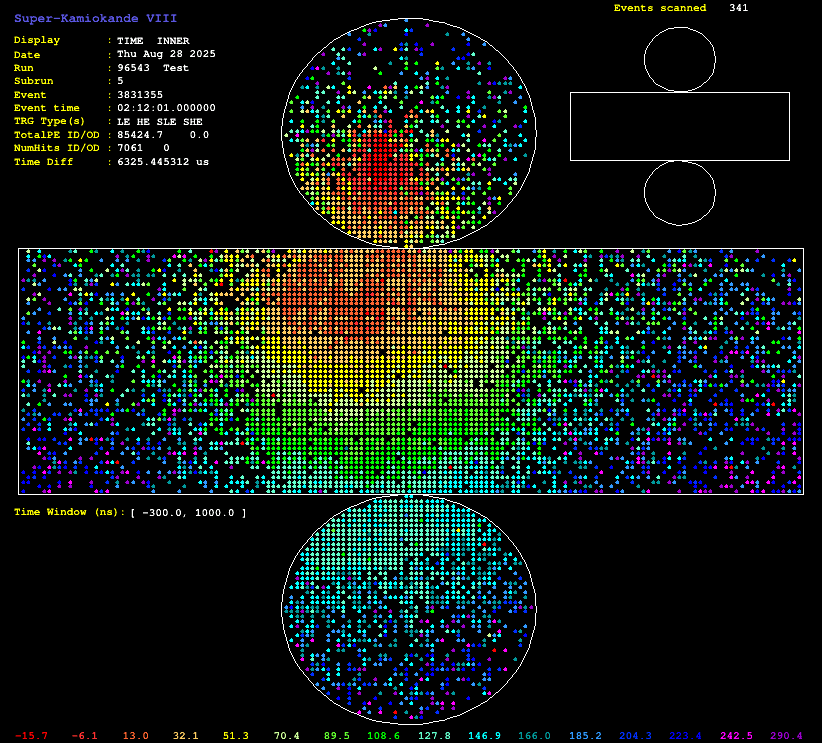 Super-Kamiokande VIII
Events scanned 341
Display : TIME INNER
Date : Thu Aug 28 2025
Run : 96543 Test
Subrun : 5
Event : 3831355
Event time : 02:12:01.000000
TRG Type(s) : LE HE SLE SHE
TotalPE ID/OD : 85424.7 0.0
NumHits ID/OD : 7061 0
Time Diff : 6325.445312 us
Time Window (ns): [ -300.0, 1000.0 ]
-15.7 -6.1 13.0 32.1 51.3 70.4 89.5 108.6 127.8 146.9 166.0 185.2 204.3 223.4 242.5 290.4